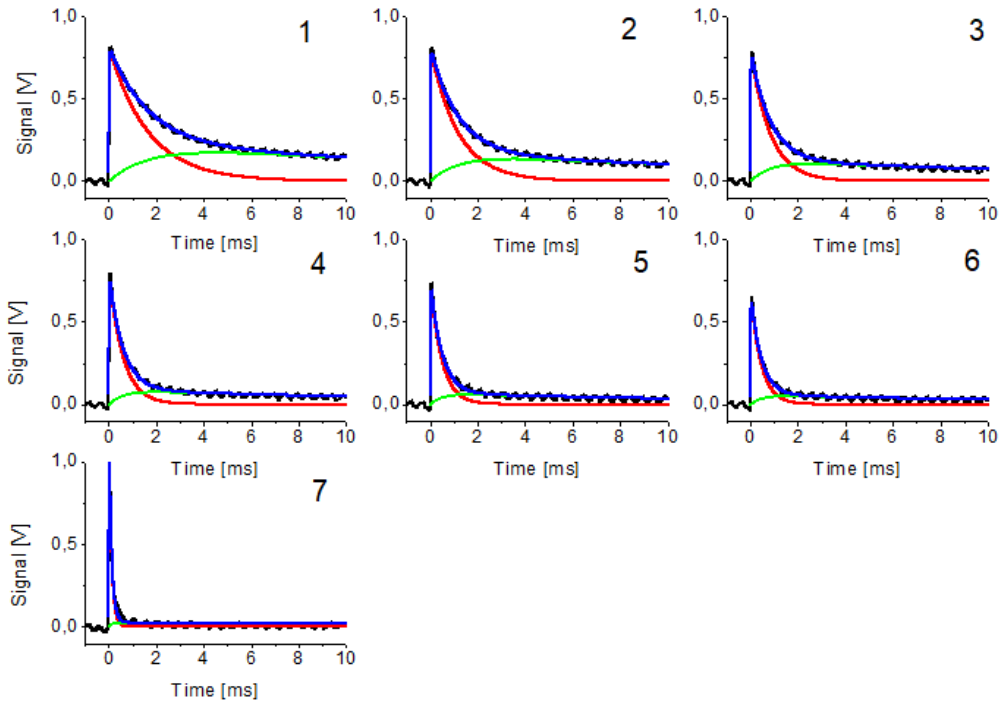 1,0 1 1,0 2 1,0 3
Signal [V] 0,5 0,5 0,5
0,0 0,0 0,0
0 2 4 6 8 10 0 2 4 6 8 10 0 2 4 6 8 10
Time [ms] Time [ms] Time [ms]
1,0 4 1,0 5 1,0 6
Signal [V] 0,5 0,5 0,5
0,0 0,0 0,0
0 2 4 6 8 10 0 2 4 6 8 10 0 2 4 6 8 10
Time [ms] Time [ms] Time [ms]
1,0 7
Signal [V] 0,5
0,0
0 2 4 6 8 10
Time [ms]